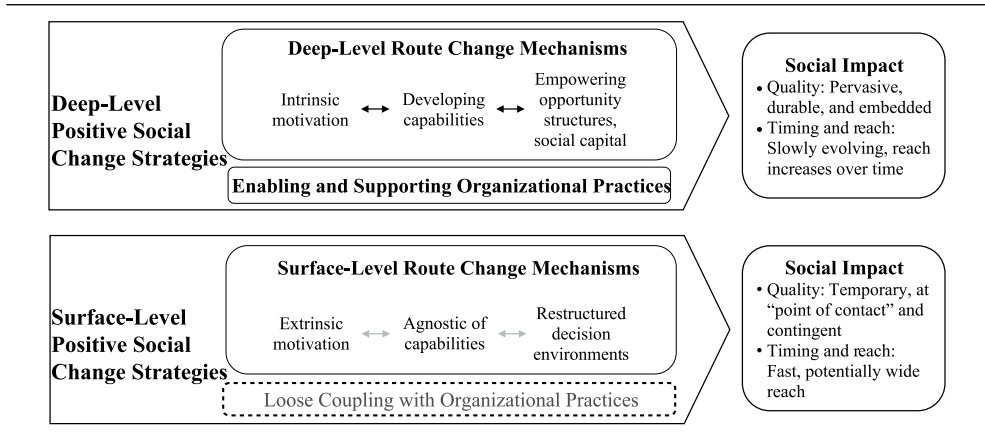 Deep-Level
Positive Social
Change Strategies
Deep-Level Route Change Mechanisms
Intrinsic
motivation
Developing
capabilities
Empowering
opportunity
structures,
social capital
Enabling and Supporting Organizational Practices
Social Impact
• Quality: Pervasive,
durable, and embedded
• Timing and reach:
Slowly evolving, reach
increases over time
Surface-Level
Positive Social
Change Strategies
Surface-Level Route Change Mechanisms
Extrinsic
motivation
Agnostic of
capabilities
Restructured
decision
environments
Loose Coupling with Organizational Practices
Social Impact
• Quality: Temporary, at
“point of contact” and
contingent
• Timing and reach:
Fast, potentially wide
reach